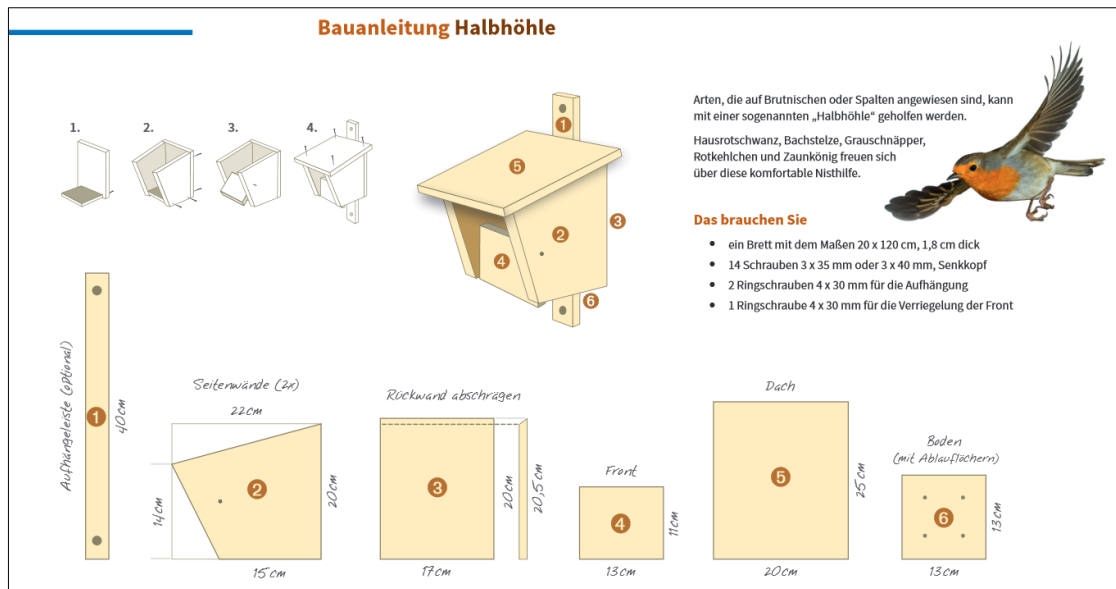 Bauanleitung Halbhöhle
1.
2.
3.
4.
1
5
2
3
4
6
Arten, die auf Brutnischen oder Spalten angewiesen sind, kann
mit einer sogenannten „Halbhöhle“ geholfen werden.
Hausrotschwanz, Bachstelze, Grauschnäpper,
Rotkehlchen und Zaunkönig freuen sich
über diese komfortable Nisthilfe.
Das brauchen Sie
• ein Brett mit dem Maßen 20 x 120 cm, 1,8 cm dick
• 14 Schrauben 3 x 35 mm oder 3 x 40 mm, Senkkopf
• 2 Ringschrauben 4 x 30 mm für die Aufhängung
• 1 Ringschraube 4 x 30 mm für die Verriegelung der Front
Aufhängeleiste (optional)
1
40cm
Seitenwände (2x)
22cm
14cm
2
20cm
15cm
Rückwand abschrägen
3
20cm
20,5cm
17cm
Front
4
11cm
13cm
Dach
5
25cm
20cm
Boden
(mit Ablauflöchern)
6
13cm
13cm